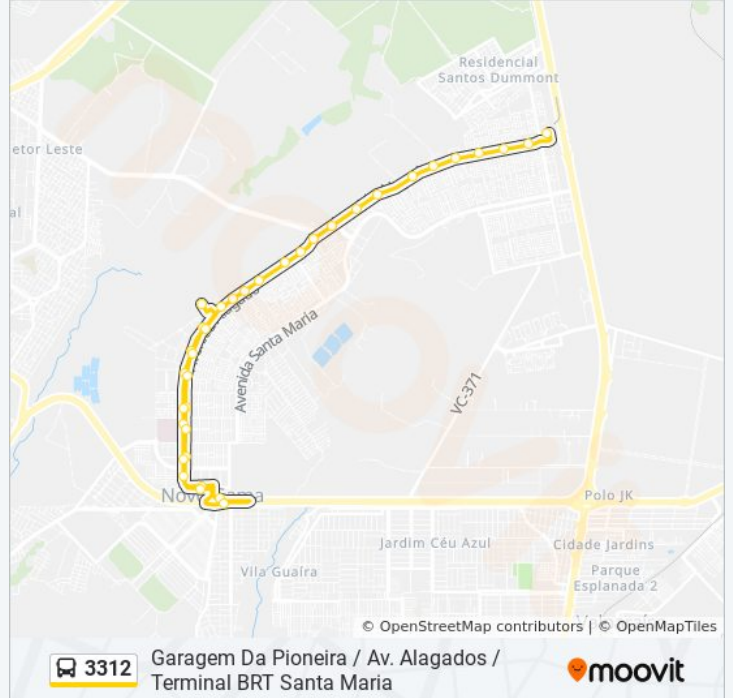 Residencial
Santos Dummont
etor Leste
al
Avenida Santa Maria
VC-371
Polo JK
Jardim Céu Azul
Cidade Jardins
Vila Guaíra
Parque
Esplanada 2
© OpenStreetMap contributors | © OpenMapTiles
3312
Garagem Da Pioneira / Av. Alagados /
Terminal BRT Santa Maria
moovit